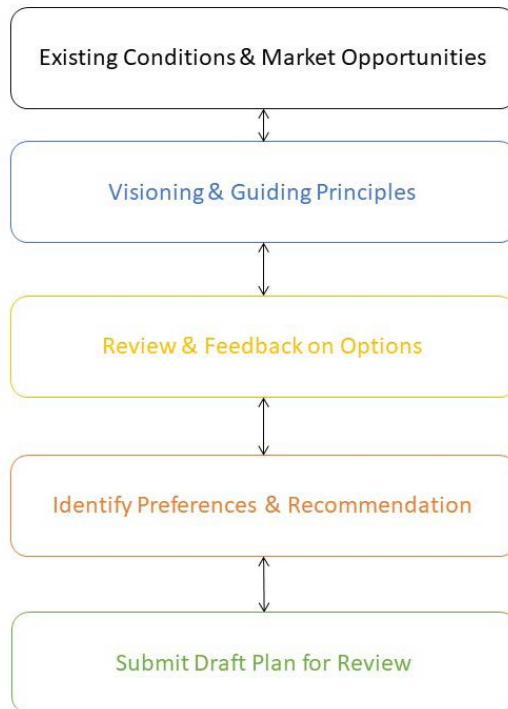 Existing Conditions & Market Opportunities
Visioning & Guiding Principles
Review & Feedback on Options
Identify Preferences & Recommendation
Submit Draft Plan for Review